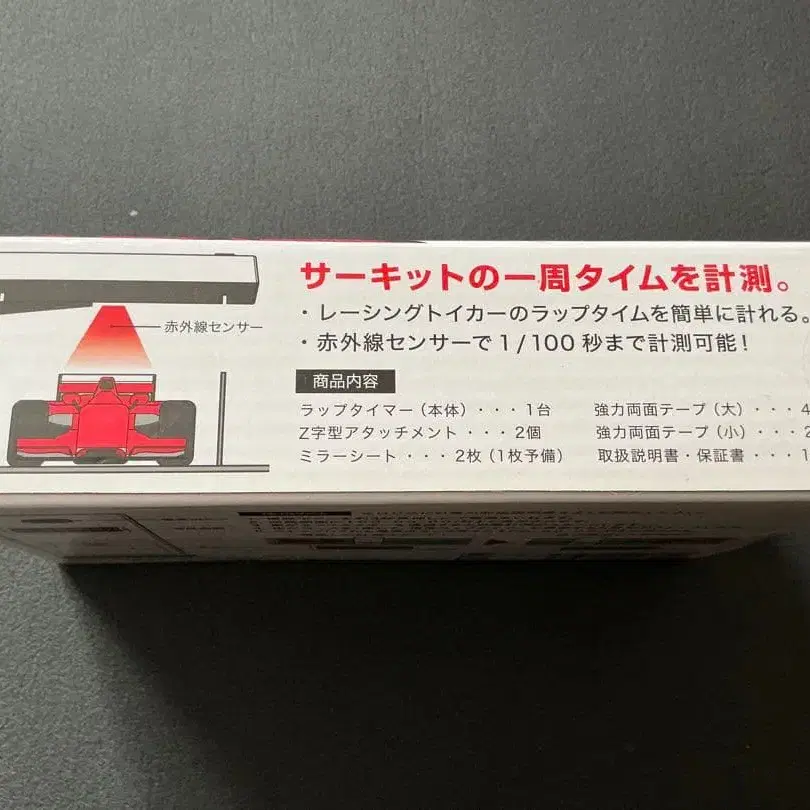 サーキットの一周タイムを計測。
・レーシングトイカーのラップタイムを簡単に計れる。
赤外線センサー
・赤外線センサーで1/100秒まで計測可能!
商品内容
ラップタイマー(本体)・・・1台 強力両面テープ(大)・・・4
Z字型アタッチメント・・・2個 強力両面テープ(小)・・・2
ミラーシート・・・2枚(1枚予備) 取扱説明書・保証書・・・1